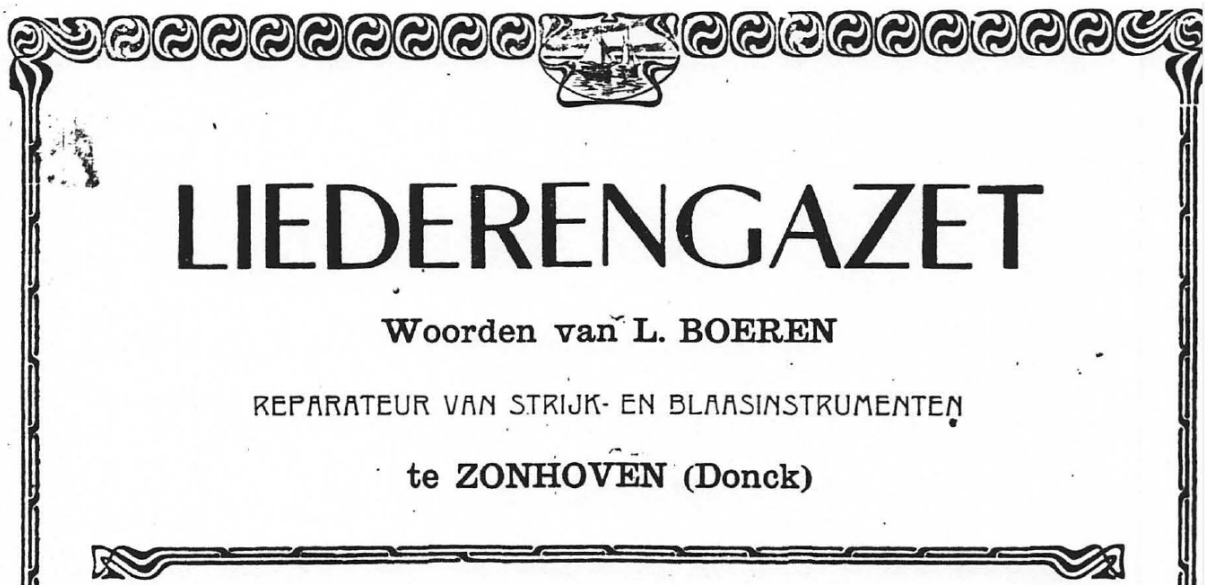 LIEDERENGAZET
Woorden van L. BOEREN
REPARATEUR VAN STRIJK- EN BLAASINSTRUMENTEN
te ZONHOVEN (Donck)